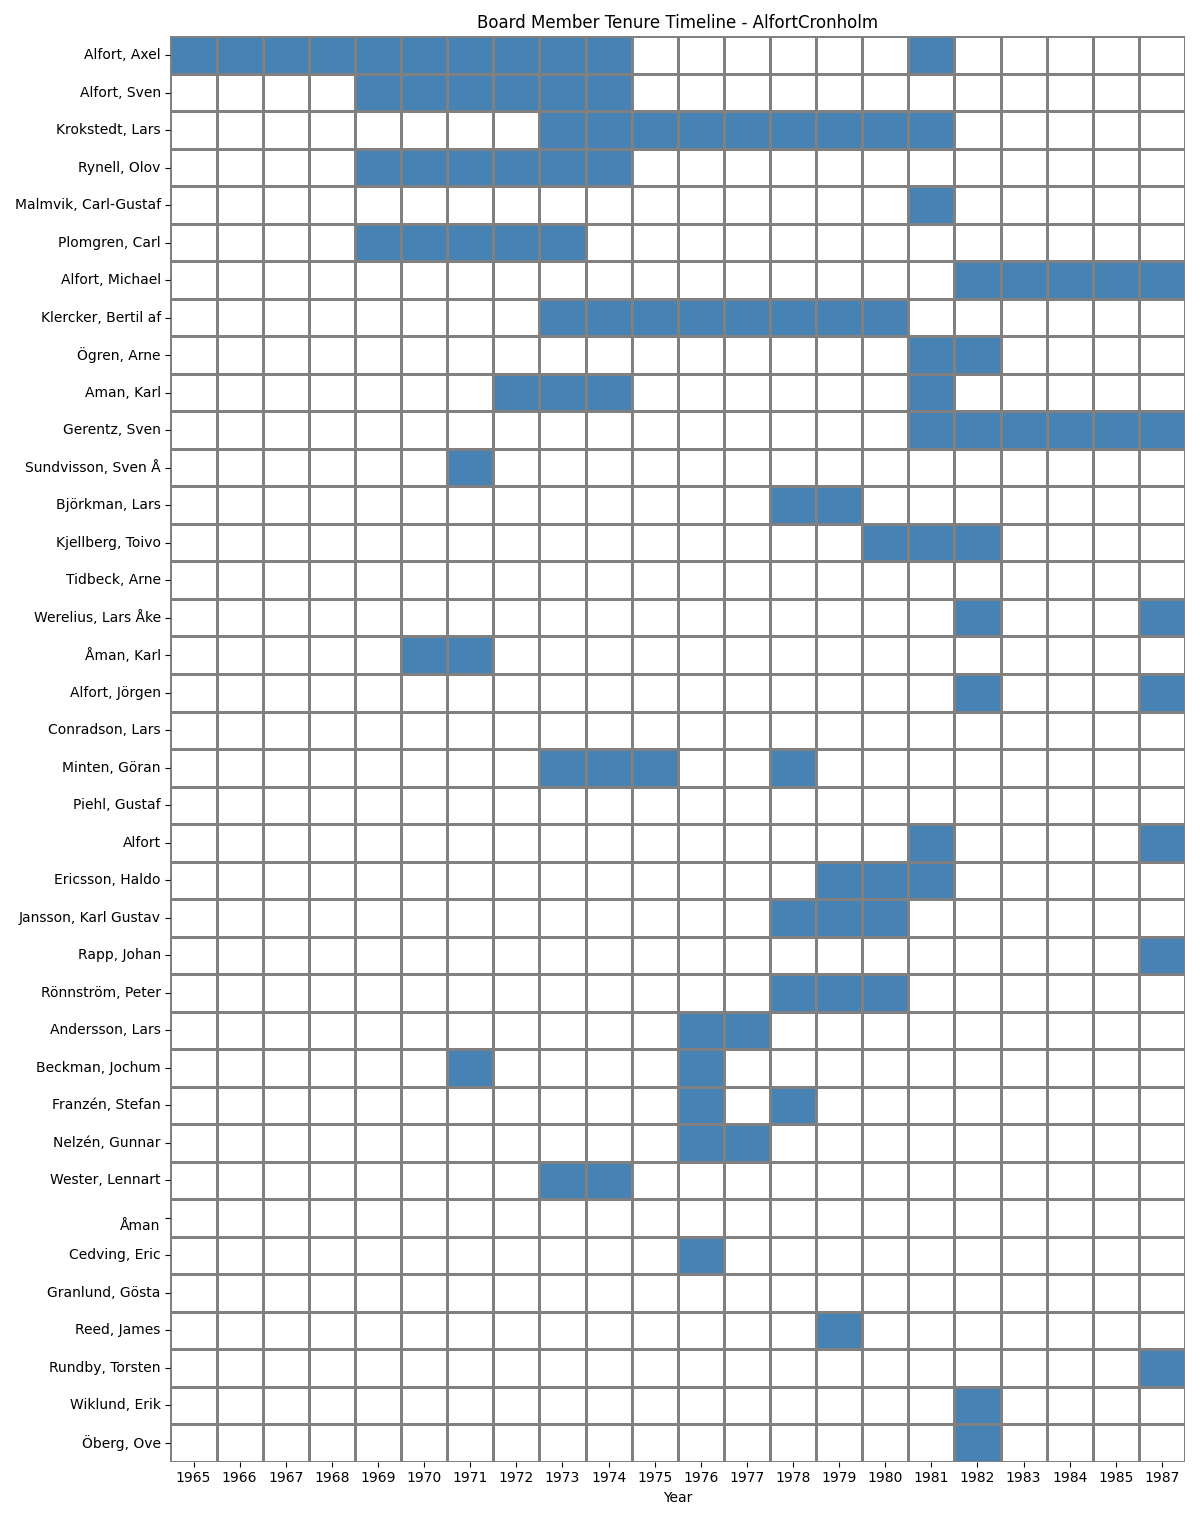 Board Member Tenure Timeline - AlfortCronholm
Alfort, Axel
Alfort, Sven
Krokstedt, Lars
Rynell, Olov
Malmvik, Carl-Gustaf
Plomgren, Carl
Alfort, Michael
Klercker, Bertil af
Ögren, Arne
Aman, Karl
Gerentz, Sven
Sundvisson, Sven Å
Björkman, Lars
Kjellberg, Toivo
Tidbeck, Arne
Werelius, Lars Åke
Åman, Karl
Alfort, Jörgen
Conradson, Lars
Minten, Göran
Piehl, Gustaf
Alfort
Ericsson, Haldo
Jansson, Karl Gustav
Rapp, Johan
Rönnström, Peter
Andersson, Lars
Beckman, Jochum
Franzén, Stefan
Nelzén, Gunnar
Wester, Lennart
Åman
Cedving, Eric
Granlund, Gösta
Reed, James
Rundby, Torsten
Wiklund, Erik
Öberg, Ove
1965 1966 1967 1968 1969 1970 1971 1972 1973 1974 1975 1976 1977 1978 1979 1980 1981 1982 1983 1984 1985 1987
Year